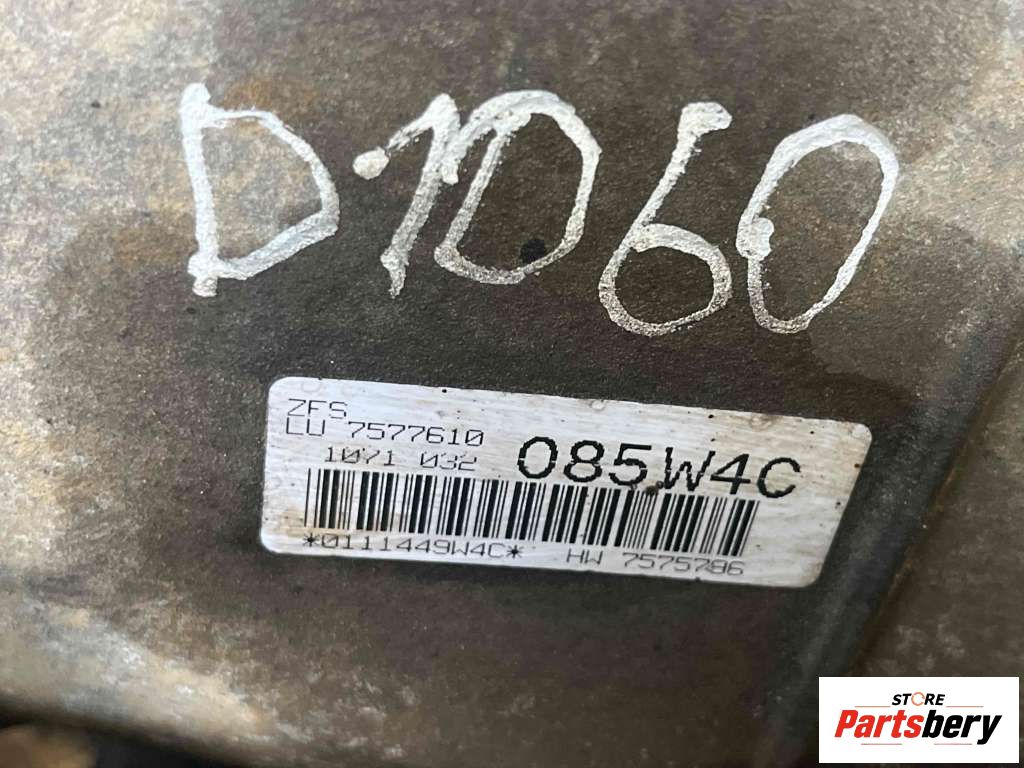 D1060
ZFS
LU 7577610
1071 032
085W4C
*0111449W4C* HW 7575786
STORE
Partsbery